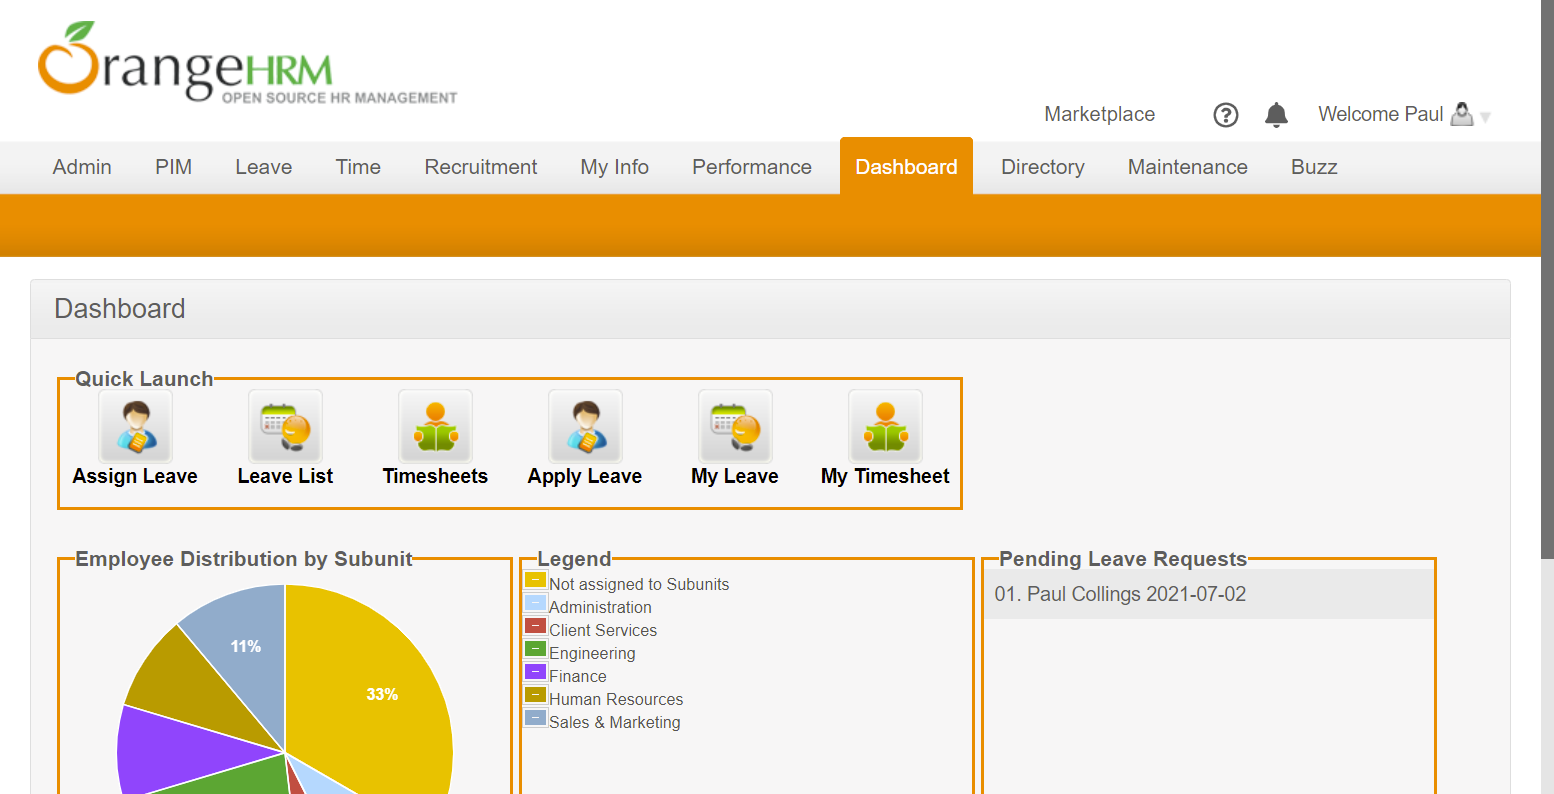 OrangeHRM
OPEN SOURCE HR MANAGEMENT
Marketplace ? Welcome Paul
Admin PIM Leave Time Recruitment My Info Performance Dashboard Directory Maintenance Buzz
Dashboard
Quick Launch
Assign Leave Leave List Timesheets Apply Leave My Leave My Timesheet
Employee Distribution by Subunit
11%
33%
Legend
Not assigned to Subunits
Administration
Client Services
Engineering
Finance
Human Resources
Sales & Marketing
Pending Leave Requests
01. Paul Collings 2021-07-02